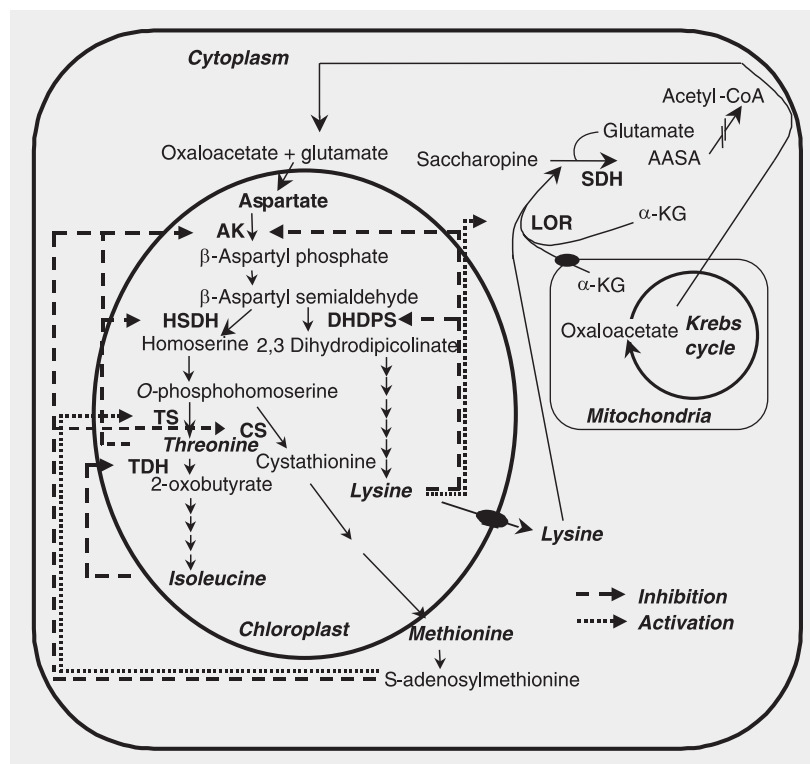 Cytoplasm
Acetyl-CoA
Oxaloacetate + glutamate
Glutamate
Saccharopine
AASA
SDH
Aspartate
AK
LOR
α-KG
β-Aspartyl phosphate
α-KG
β-Aspartyl semialdehyde
HSDH
DHDPS
Homoserine
2,3 Dihydrodipicolinate
Oxaloacetate
Krebs
cycle
O-phosphohomoserine
Mitochondria
TS
CS
Threonine
TDH
Cystathionine
2-oxobutyrate
Lysine
Lysine
Isoleucine
Inhibition
Chloroplast
Methionine
Activation
S-adenosylmethionine